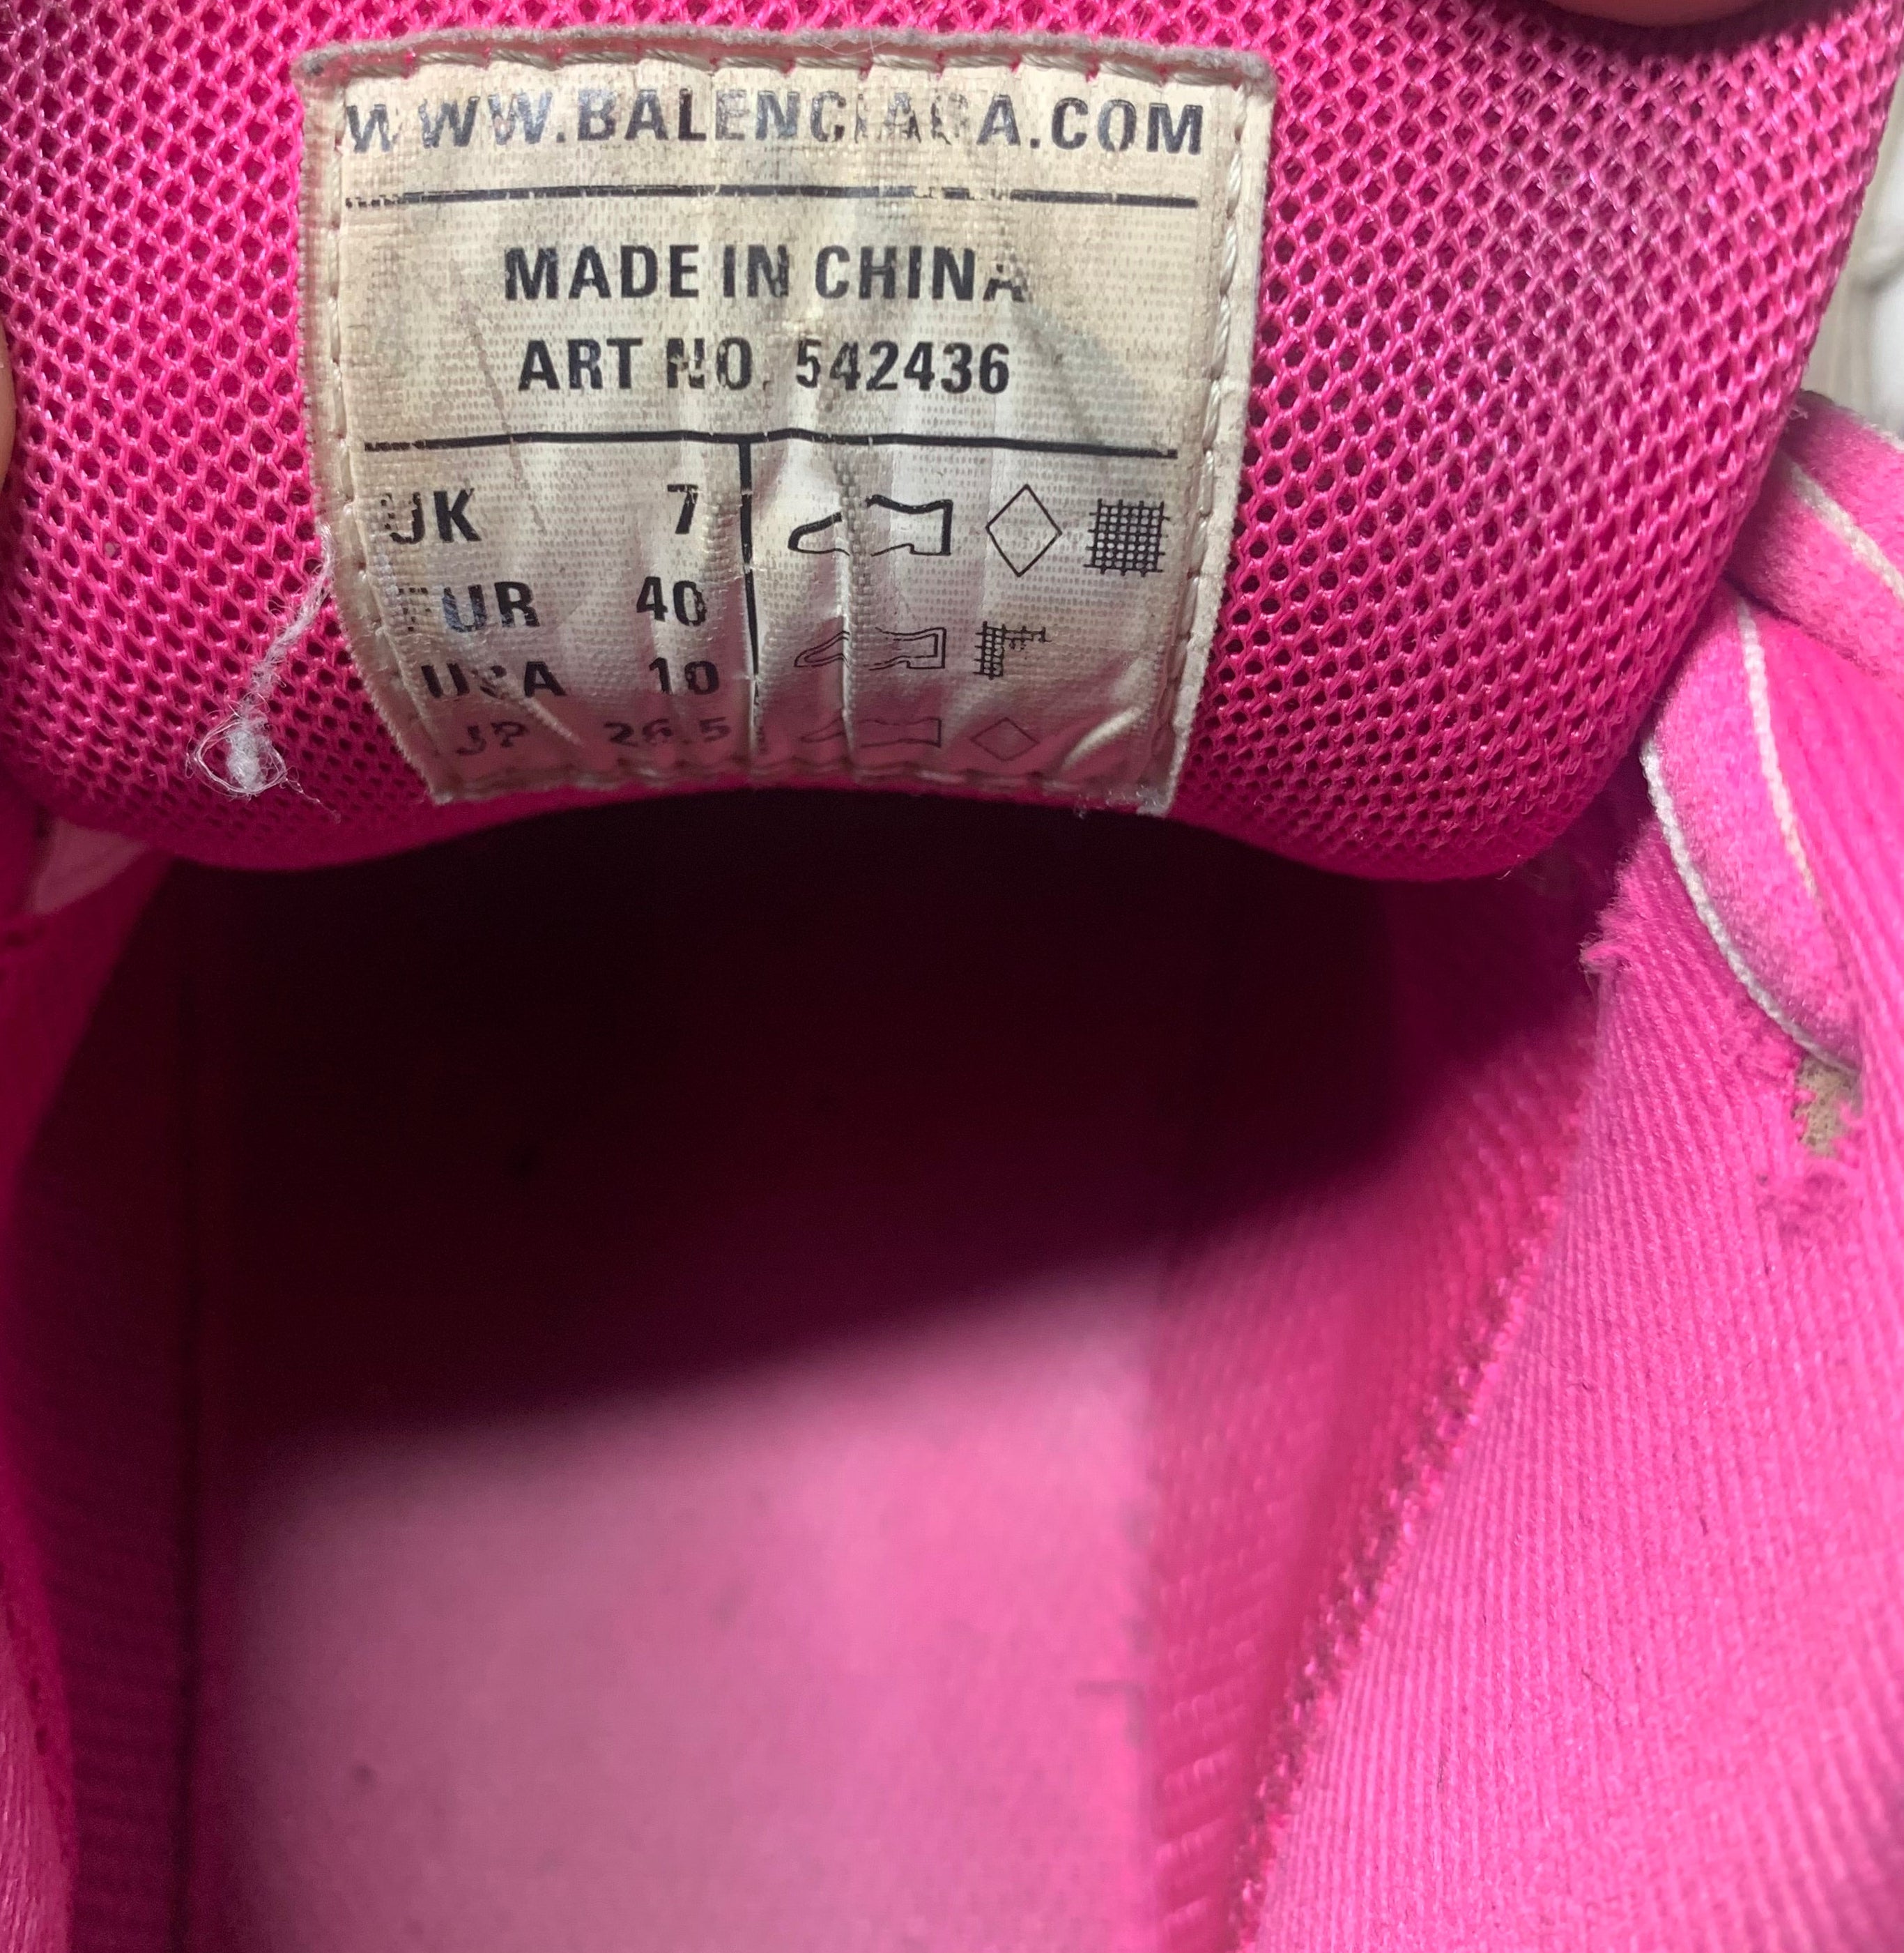 WWW.BALENCIAGA.COM
MADE IN CHINA
ART NO. 542436
UK 7
EUR 40
USA 10
JP 26.5